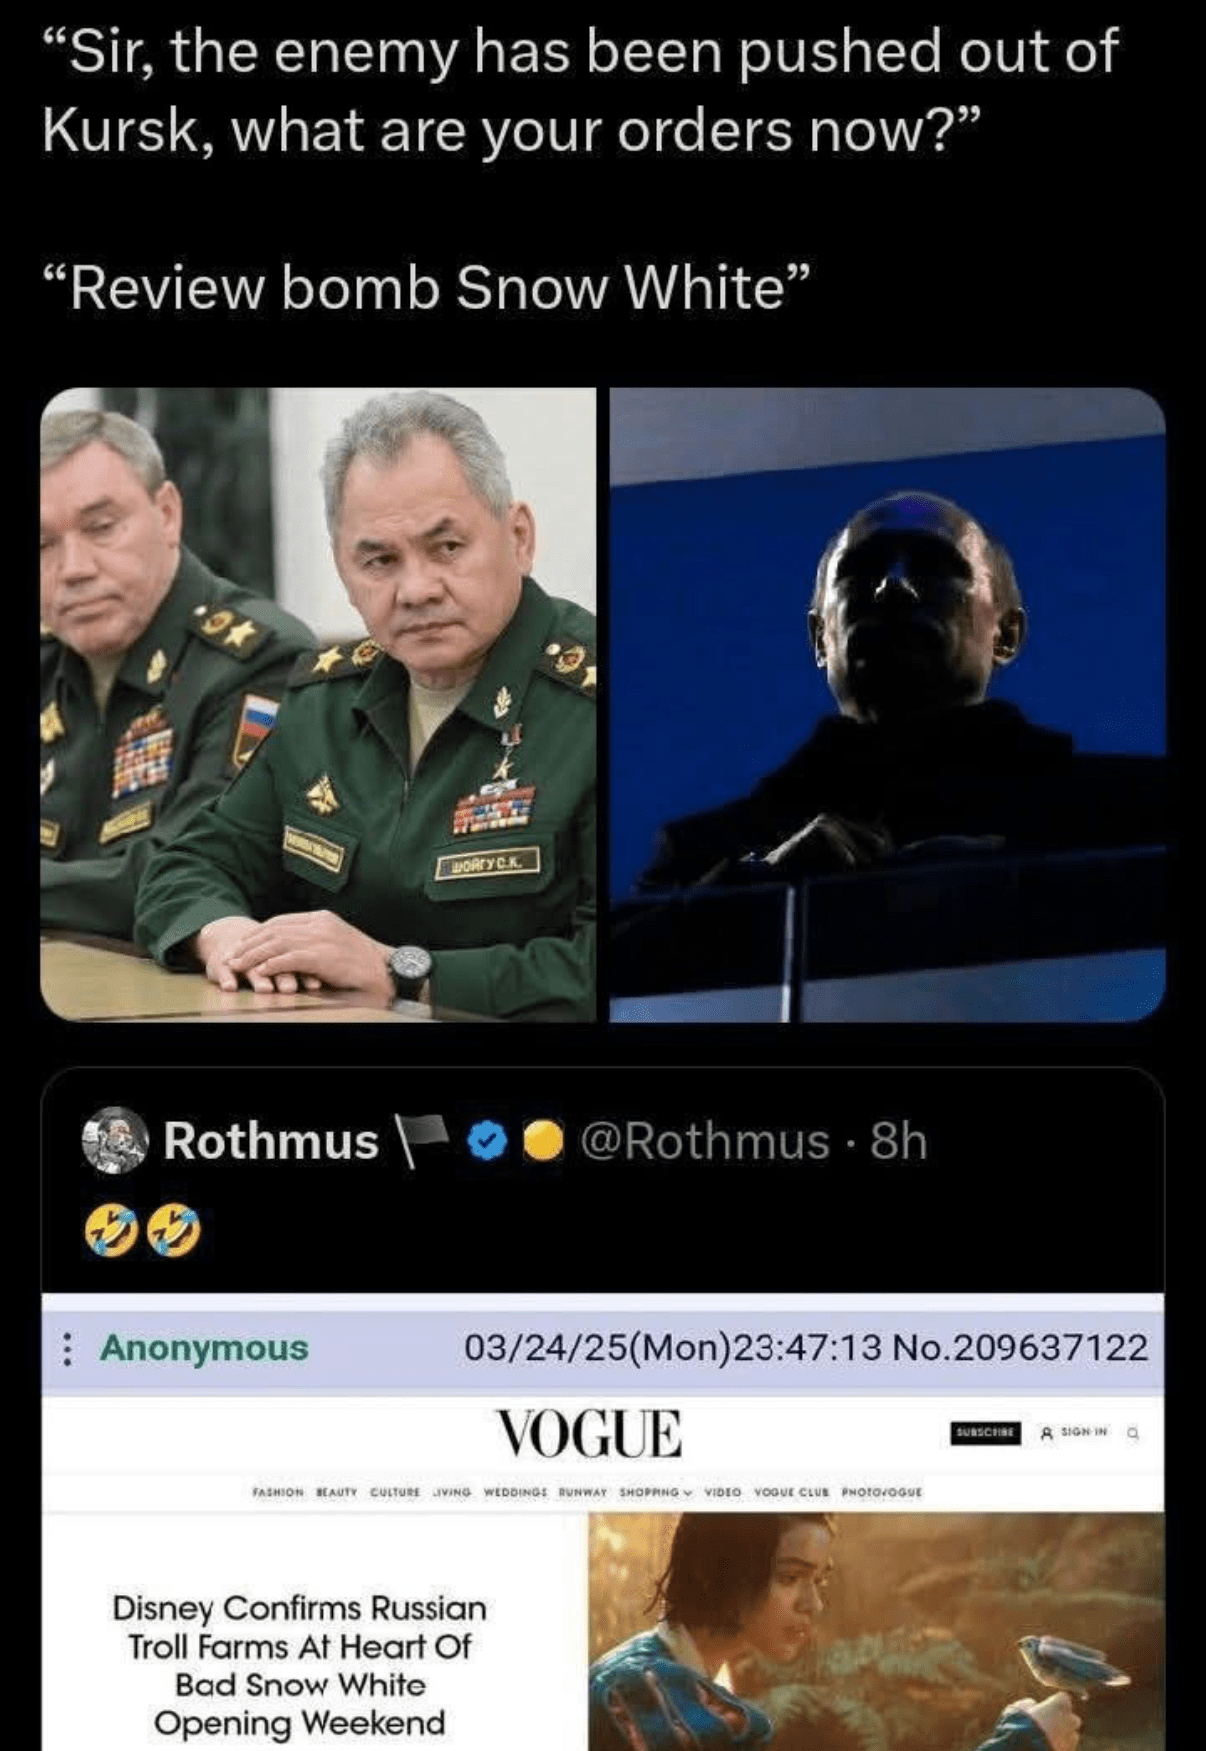 “Sir, the enemy has been pushed out of
Kursk, what are your orders now?”
“Review bomb Snow White”
ШОЙГУ С.К.
Rothmus @Rothmus · 8h
Anonymous 03/24/25(Mon)23:47:13 No.209637122
VOGUE
SUBSCRIBE SIGN IN
FASHION BEAUTY CULTURE LIVING WEDDINGS RUNWAY SHOPPING VIDEO VOGUE CLUB PHOTOVOGUE
Disney Confirms Russian
Troll Farms At Heart Of
Bad Snow White
Opening Weekend